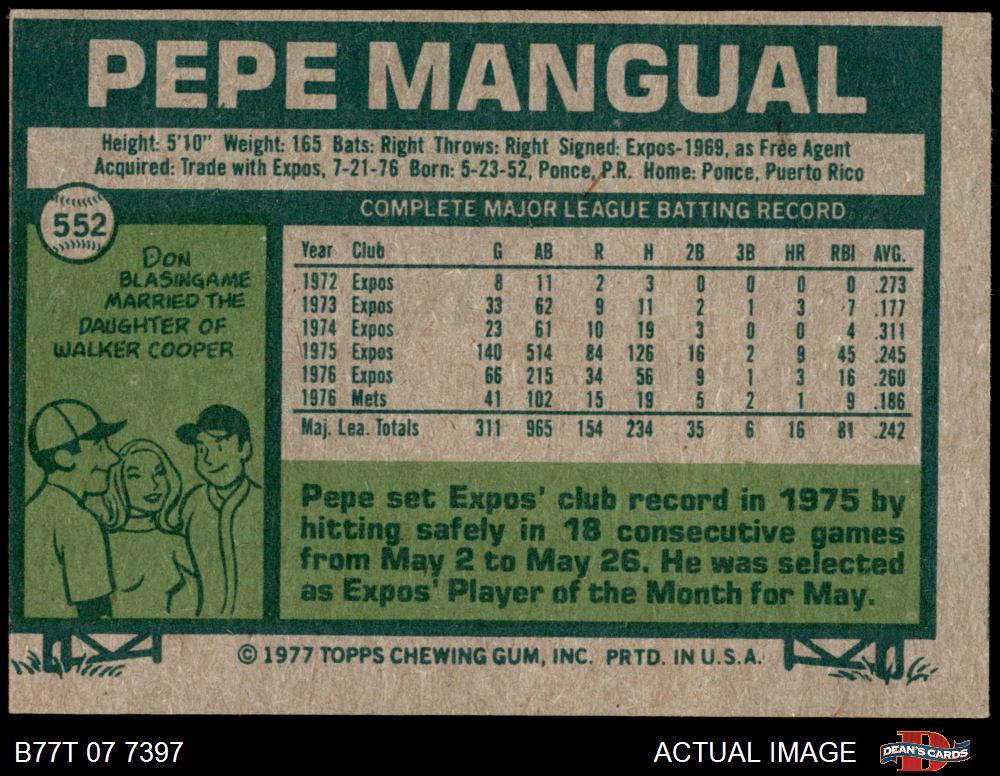 PEPE MANGUAL
Height: 5'10" Weight: 165 Bats: Right Throws: Right Signed: Expos-1969, as Free Agent
Acquired: Trade with Expos, 7-21-76 Born: 5-23-52, Ponce, P.R. Home: Ponce, Puerto Rico
552
DON
BLASINGAME
MARRIED THE
DAUGHTER OF
WALKER COOPER.
COMPLETE MAJOR LEAGUE BATTING RECORD
Year Club G AB R H 2B 3B HR RBI AVG.
1972 Expos 8 11 2 3 0 0 0 0 .273
1973 Expos 33 62 9 11 2 1 3 7 .177
1974 Expos 23 61 10 19 3 0 0 4 .311
1975 Expos 140 514 84 126 16 2 9 45 .245
1976 Expos 66 215 34 56 9 1 3 16 .260
1976 Mets 41 102 15 19 5 2 1 9 .186
Maj. Lea. Totals 311 965 154 234 35 6 16 81 .242
Pepe set Expos' club record in 1975 by
hitting safely in 18 consecutive games
from May 2 to May 26. He was selected
as Expos' Player of the Month for May.
© 1977 TOPPS CHEWING GUM, INC. PRTD. IN U.S.A.
B77T 07 7397
ACTUAL IMAGE
D
DEAN'S CARDS